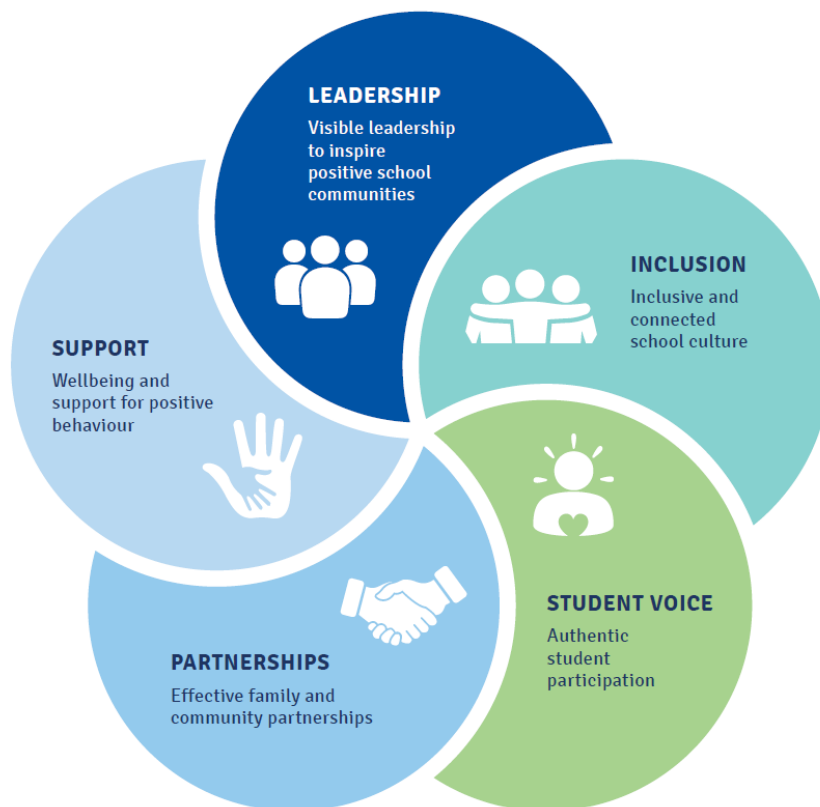 LEADERSHIP
Visible leadership
to inspire
positive school
communities
INCLUSION
Inclusive and
connected
school culture
STUDENT VOICE
Authentic
student
participation
PARTNERSHIPS
Effective family and
community partnerships
SUPPORT
Wellbeing and
support for positive
behaviour